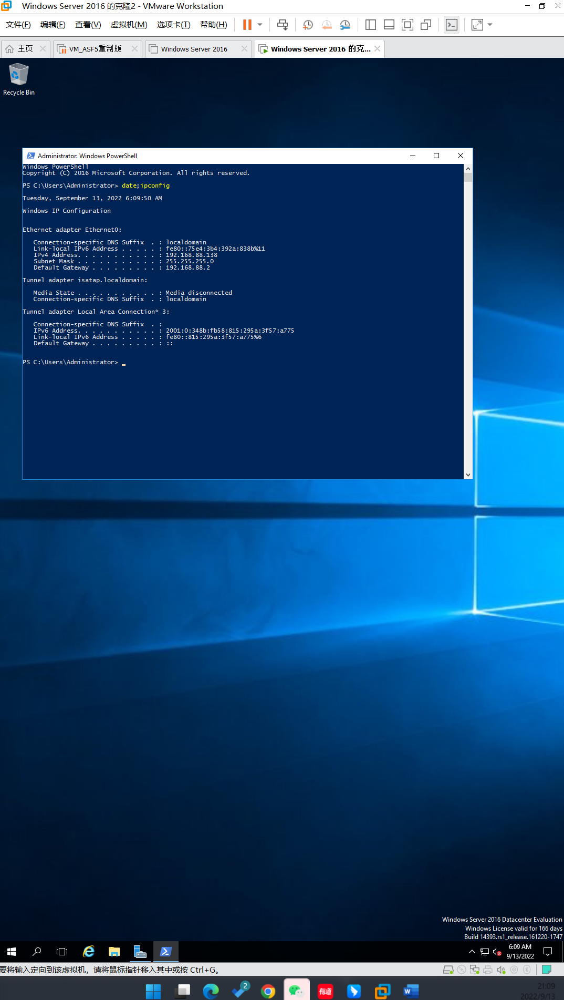 Windows Server 2016 的克隆2 - VMware Workstation
文件(F) 编辑(E) 查看(V) 虚拟机(M) 选项卡(T) 帮助(H)
主页 VM_ASF5重制版 Windows Server 2016 Windows Server 2016 的克...
Recycle Bin
Administrator: Windows PowerShell
Windows PowerShell
Copyright (C) 2016 Microsoft Corporation. All rights reserved.
PS C:\Users\Administrator> date;ipconfig
Tuesday, September 13, 2022 6:09:50 AM
Windows IP Configuration
Ethernet adapter Ethernet0:
Connection-specific DNS Suffix  . : localdomain
Link-local IPv6 Address . . . . . : fe80::75e4:3b4:392a:838b%11
IPv4 Address. . . . . . . . . . . : 192.168.88.138
Subnet Mask . . . . . . . . . . . : 255.255.255.0
Default Gateway . . . . . . . . . : 192.168.88.2
Tunnel adapter isatap.localdomain:
Media State . . . . . . . . . . . : Media disconnected
Connection-specific DNS Suffix  . : localdomain
Tunnel adapter Local Area Connection* 3:
Connection-specific DNS Suffix  . :
IPv6 Address. . . . . . . . . . . : 2001:0:348b:fb58:815:295a:3f57:a775
Link-local IPv6 Address . . . . . : fe80::815:295a:3f57:a775%6
Default Gateway . . . . . . . . . : ::
PS C:\Users\Administrator> _
Windows Server 2016 Datacenter Evaluation
Windows License valid for 166 days
Build 14393.rs1_release.161220-1747
6:09 AM
9/13/2022
要将输入定向到该虚拟机，请将鼠标指针移入其中或按 Ctrl+G。
2
有道
W
21:09
2022/9/13